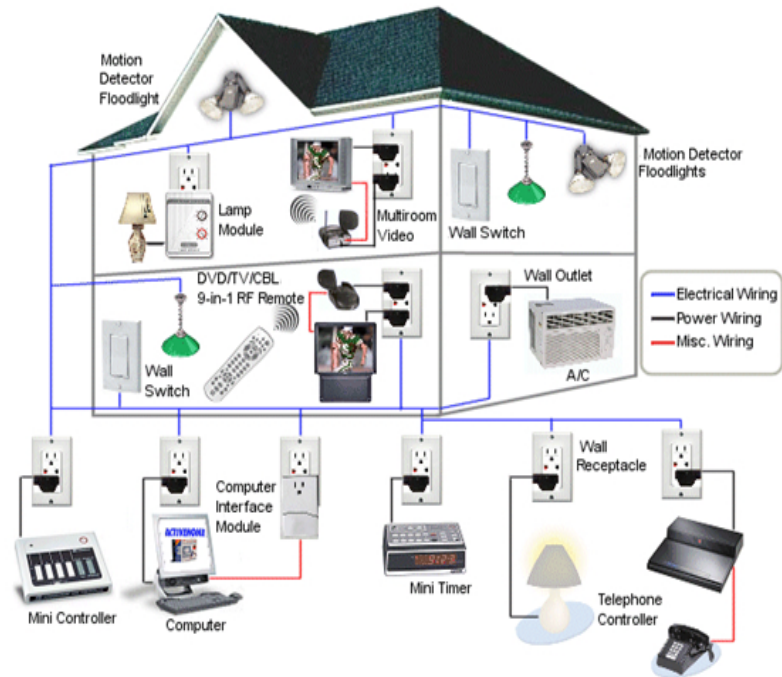 Motion
Detector
Floodlight
Motion Detector
Floodlights
Lamp
Module
Multiroom
Video
Wall Switch
DVD/TV/CBL
9-in-1 RF Remote
Wall Outlet
Electrical Wiring
Power Wiring
Misc. Wiring
Wall
Switch
A/C
Computer
Interface
Module
Wall
Receptacle
ACTIVEHOME
Mini Controller
Computer
Mini Timer
Telephone
Controller